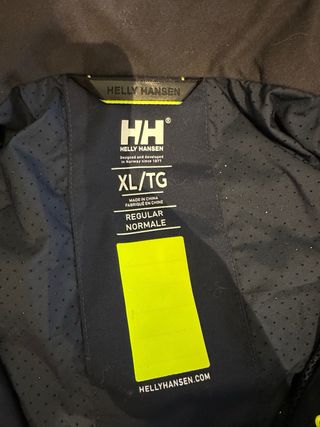 HELLY HANSEN
HH®
HELLY HANSEN
Designed and developed
in Norway since 1877
XL/TG
MADE IN CHINA
FABRIQUÉ EN CHINE
REGULAR
NORMALE
HELLYHANSEN.COM